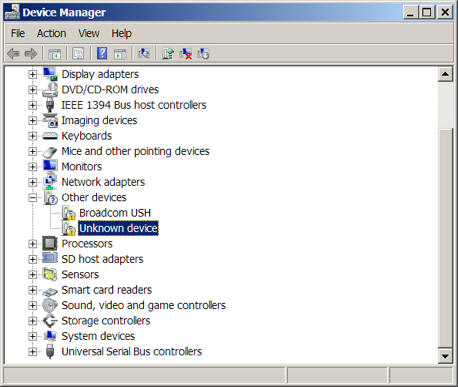 Device Manager
File Action View Help
Display adapters
DVD/CD-ROM drives
IEEE 1394 Bus host controllers
Imaging devices
Keyboards
Mice and other pointing devices
Monitors
Network adapters
Other devices
Broadcom USH
Unknown device
Processors
SD host adapters
Sensors
Smart card readers
Sound, video and game controllers
Storage controllers
System devices
Universal Serial Bus controllers